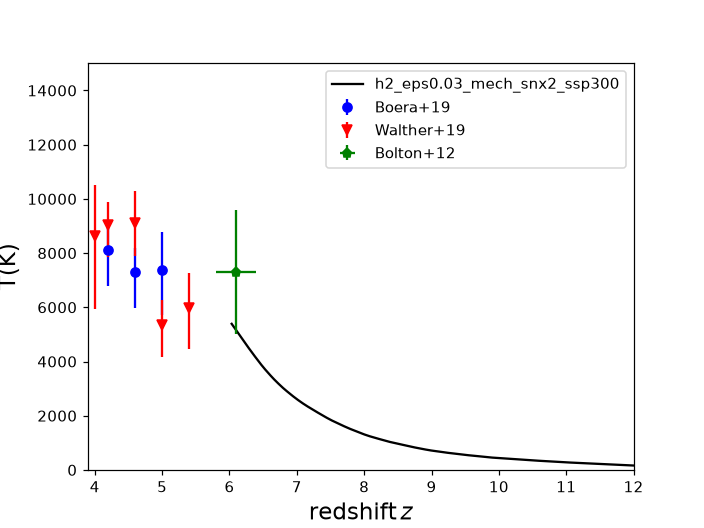 h2_eps0.03_mech_snx2_ssp300
Boera+19
Walther+19
Bolton+12
14000
12000
10000
8000
6000
4000
2000
0
T(K)
4 5 6 7 8 9 10 11 12
redshift z